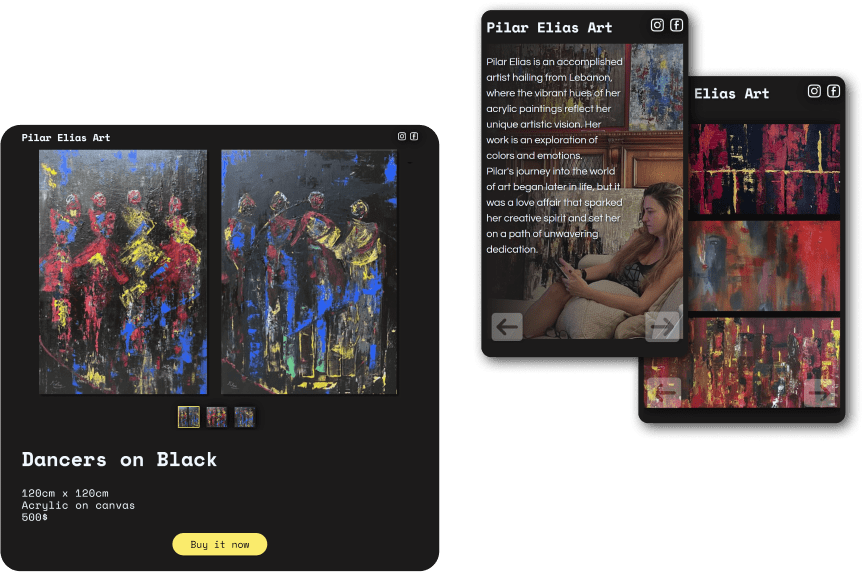 Pilar Elias Art
Dancers on Black
120cm x 120cm
Acrylic on canvas
500$
Buy it now
Pilar Elias Art
Pilar Elias is an accomplished
artist hailing from Lebanon,
where the vibrant hues of her
acrylic paintings reflect her
unique artistic vision. Her
work is an exploration of
colors and emotions.
Pilar's journey into the world
of art began later in life, but it
was a love affair that sparked
her creative spirit and set her
on a path of unwavering
dedication.
Elias Art